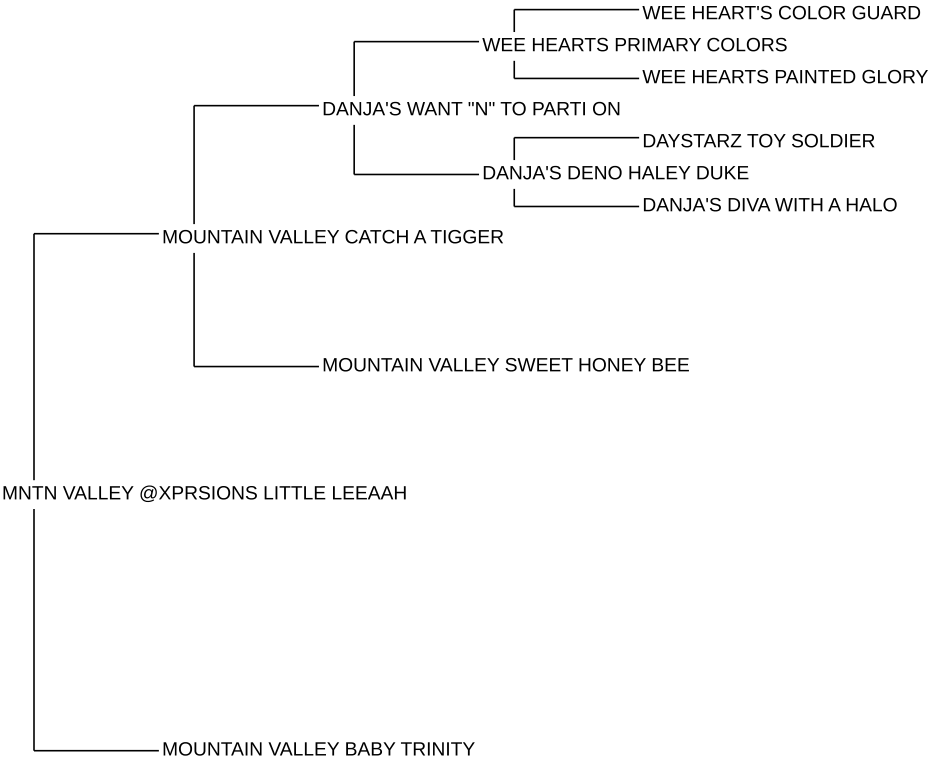 WEE HEART'S COLOR GUARD
WEE HEARTS PRIMARY COLORS
WEE HEARTS PAINTED GLORY
DANJA'S WANT "N" TO PARTI ON
DAYSTARZ TOY SOLDIER
DANJA'S DENO HALEY DUKE
DANJA'S DIVA WITH A HALO
MOUNTAIN VALLEY CATCH A TIGGER
MOUNTAIN VALLEY SWEET HONEY BEE
MNTN VALLEY @XPRSIONS LITTLE LEEAAH
MOUNTAIN VALLEY BABY TRINITY